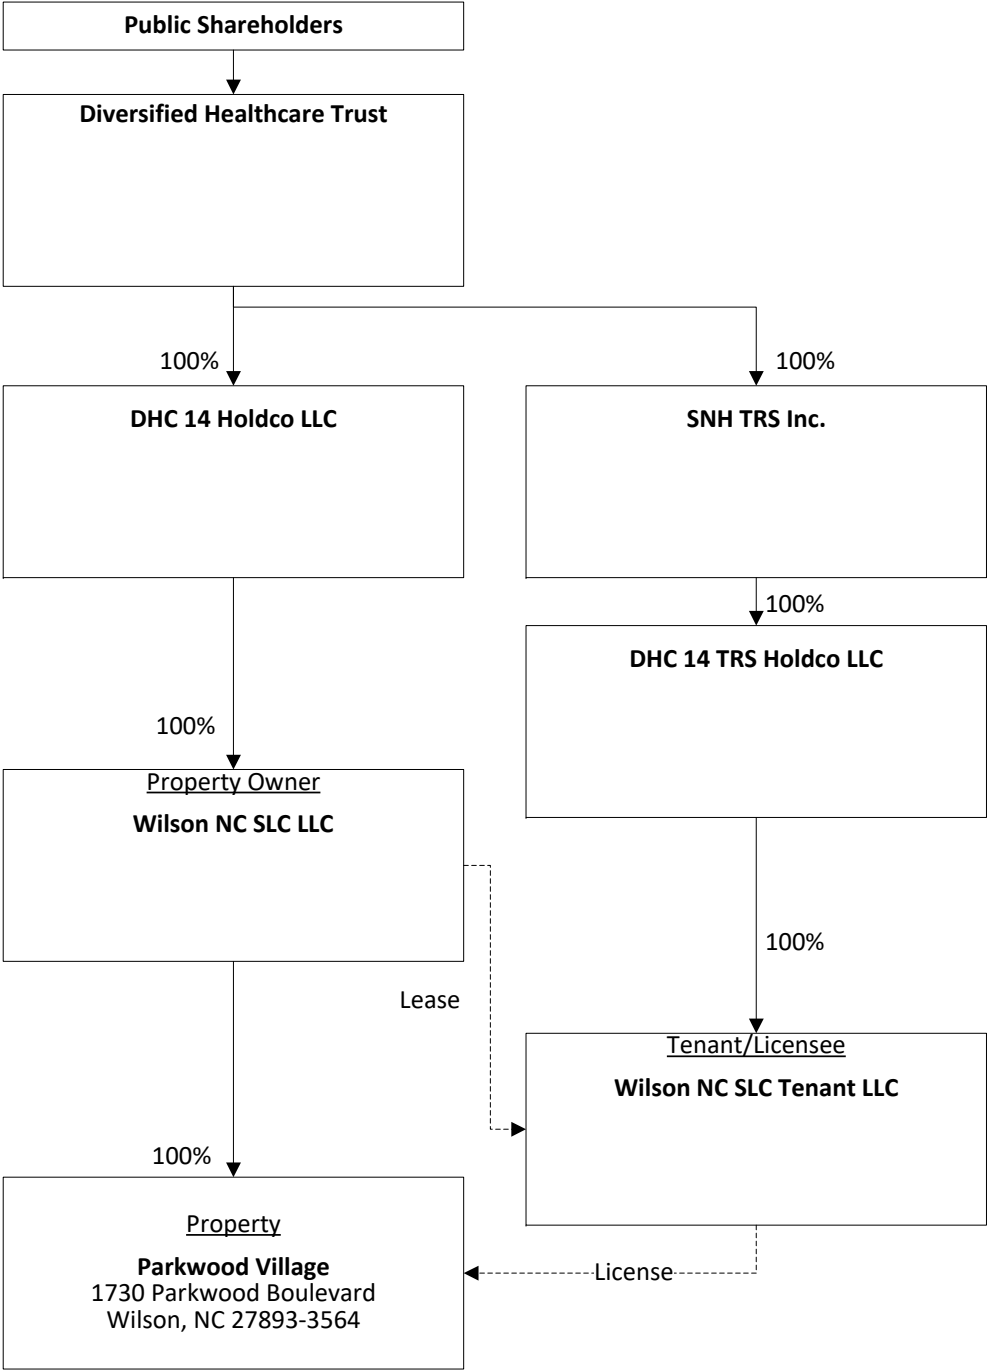 Public Shareholders
Diversified Healthcare Trust
100%
100%
DHC 14 Holdco LLC
SNH TRS Inc.
100%
DHC 14 TRS Holdco LLC
100%
Property Owner
Wilson NC SLC LLC
100%
Lease
Tenant/Licensee
Wilson NC SLC Tenant LLC
100%
Property
Parkwood Village
1730 Parkwood Boulevard
Wilson, NC 27893-3564
License